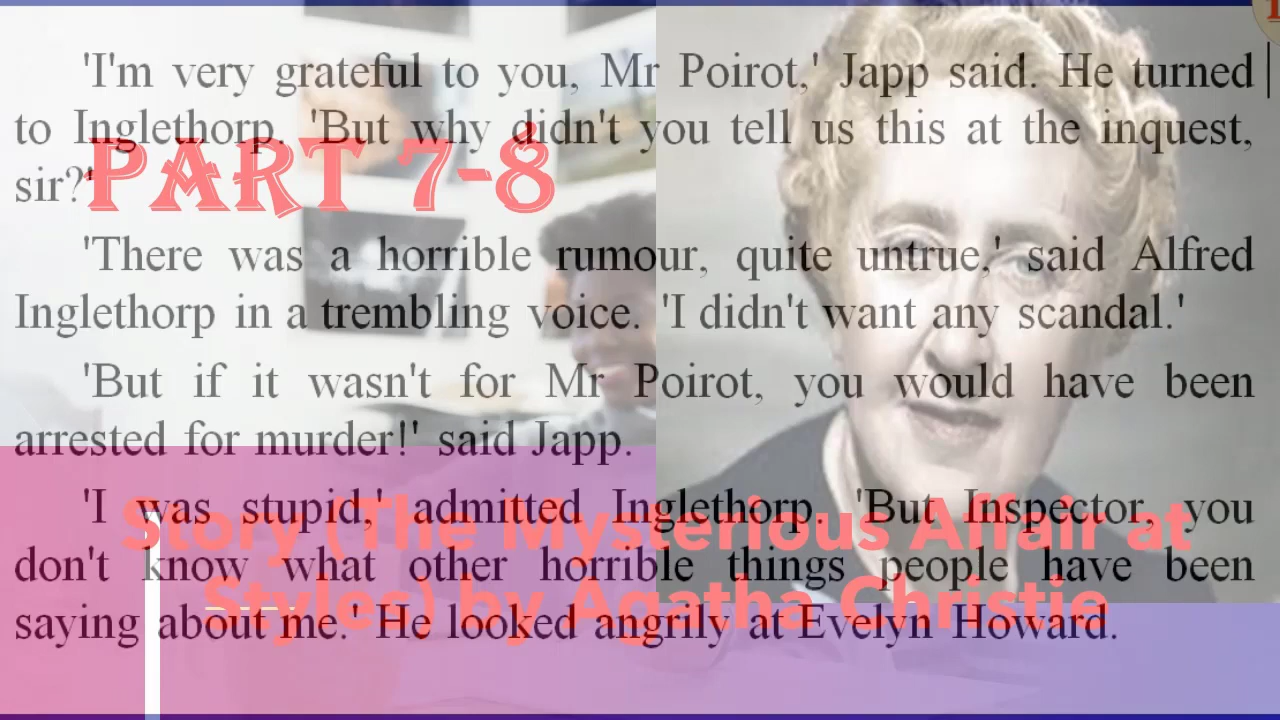 'I'm very grateful to you, Mr Poirot,' Japp said. He turned
to Inglethorp. 'But why didn't you tell us this at the inquest,
sir?'
PART 7-8
'There was a horrible rumour, quite untrue,' said Alfred
Inglethorp in a trembling voice. 'I didn't want any scandal.'
'But if it wasn't for Mr Poirot, you would have been
arrested for murder!' said Japp.
'I was stupid,' admitted Inglethorp. 'But Inspector, you
don't know what other horrible things people have been
saying about me.' He looked angrily at Evelyn Howard.
Story (The Mysterious Affair at
Styles) by Agatha Christie